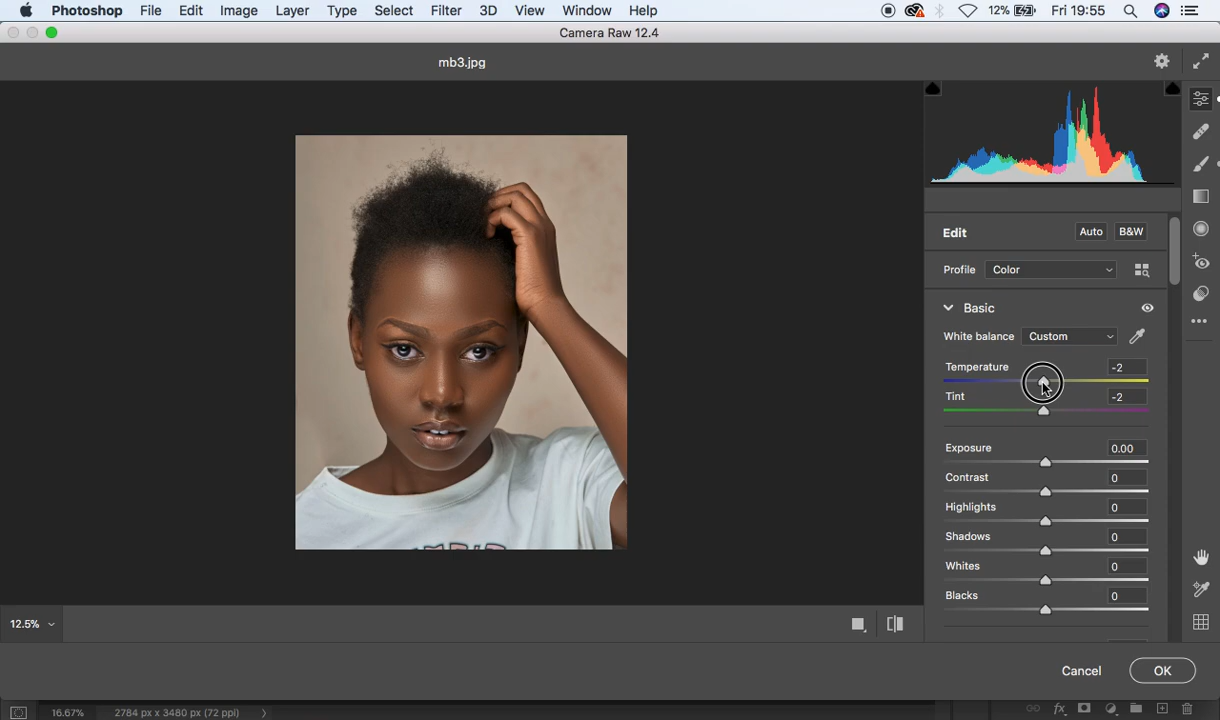 Photoshop File Edit Image Layer Type Select Filter 3D View Window Help 12% Fri 19:55
Camera Raw 12.4
mb3.jpg
Edit Auto B&W
Profile Color
Basic
White balance Custom
Temperature -2
Tint -2
Exposure 0.00
Contrast 0
Highlights 0
Shadows 0
Whites 0
Blacks 0
12.5%
Cancel OK
16.67% 2784 px x 3480 px (72 ppi)
fx